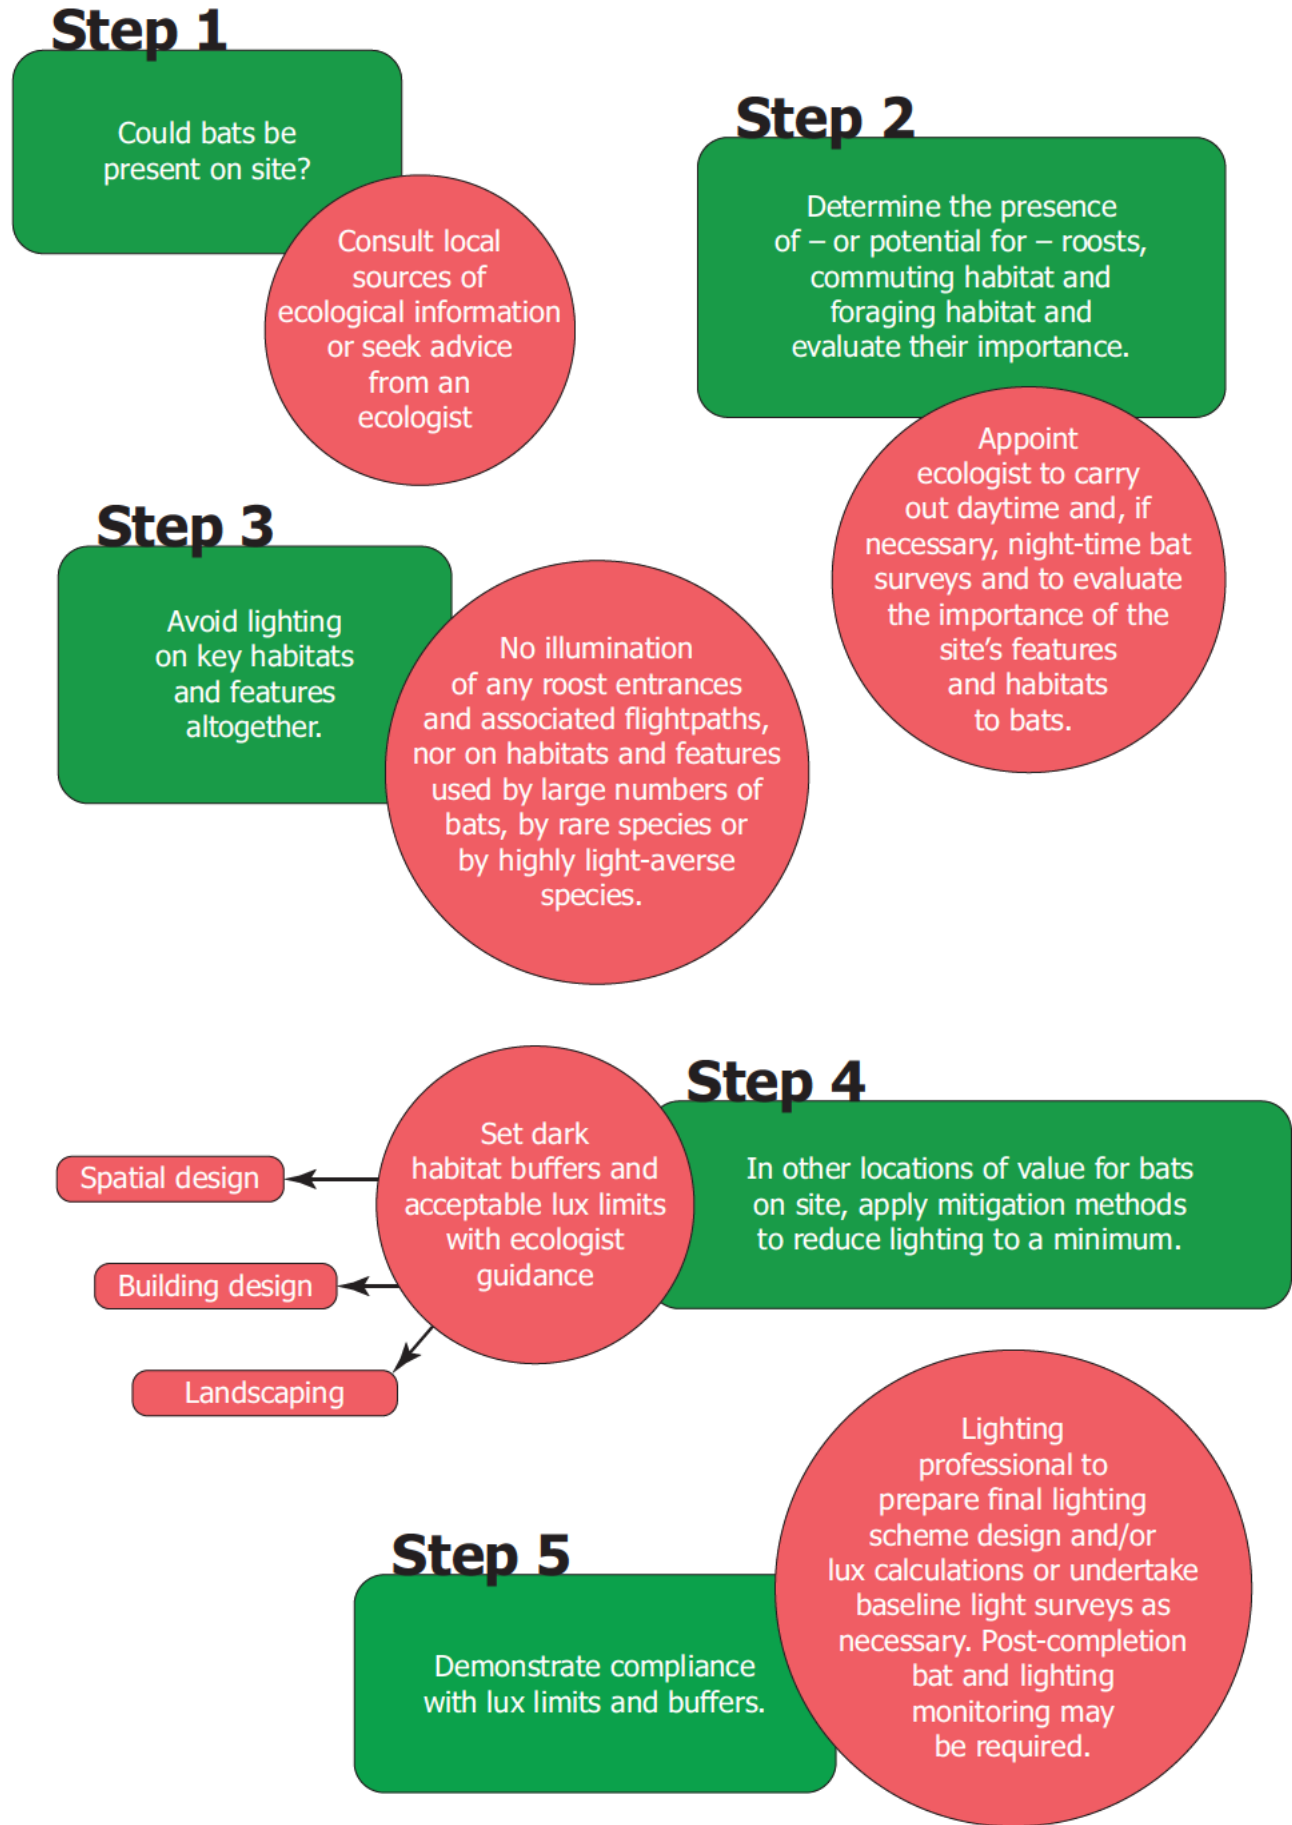 Step 1
Could bats be
present on site?
Consult local
sources of
ecological information
or seek advice
from an
ecologist
Step 2
Determine the presence
of – or potential for – roosts,
commuting habitat and
foraging habitat and
evaluate their importance.
Appoint
ecologist to carry
out daytime and, if
necessary, night-time bat
surveys and to evaluate
the importance of the
site’s features
and habitats
to bats.
Step 3
Avoid lighting
on key habitats
and features
altogether.
No illumination
of any roost entrances
and associated flightpaths,
nor on habitats and features
used by large numbers of
bats, by rare species or
by highly light-averse
species.
Step 4
In other locations of value for bats
on site, apply mitigation methods
to reduce lighting to a minimum.
Set dark
habitat buffers and
acceptable lux limits
with ecologist
guidance
Spatial design
Building design
Landscaping
Step 5
Demonstrate compliance
with lux limits and buffers.
Lighting
professional to
prepare final lighting
scheme design and/or
lux calculations or undertake
baseline light surveys as
necessary. Post-completion
bat and lighting
monitoring may
be required.